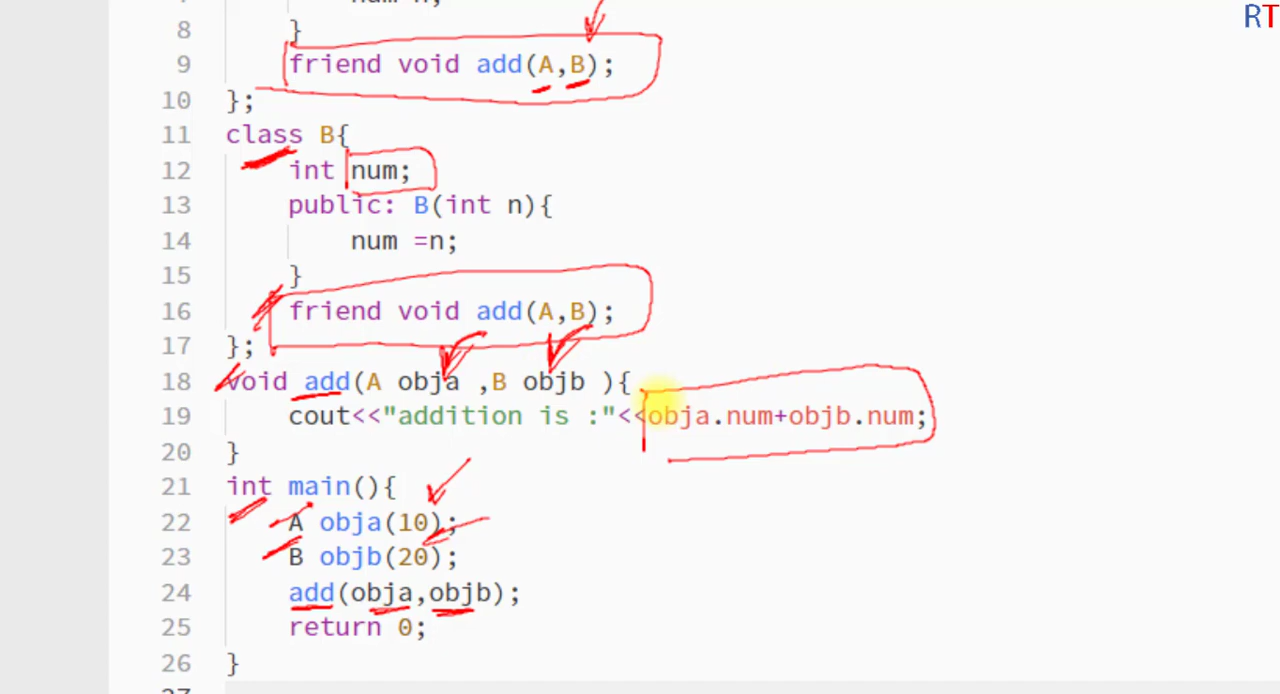 RT
8 }
9 friend void add(A,B);
10 };
11 class B{
12 int num;
13 public: B(int n){
14 num =n;
15 }
16 friend void add(A,B);
17 };
18 void add(A obja ,B objb ){
19 cout<<"addition is :"<<obja.num+objb.num;
20 }
21 int main(){
22 A obja(10);
23 B objb(20);
24 add(obja,objb);
25 return 0;
26 }